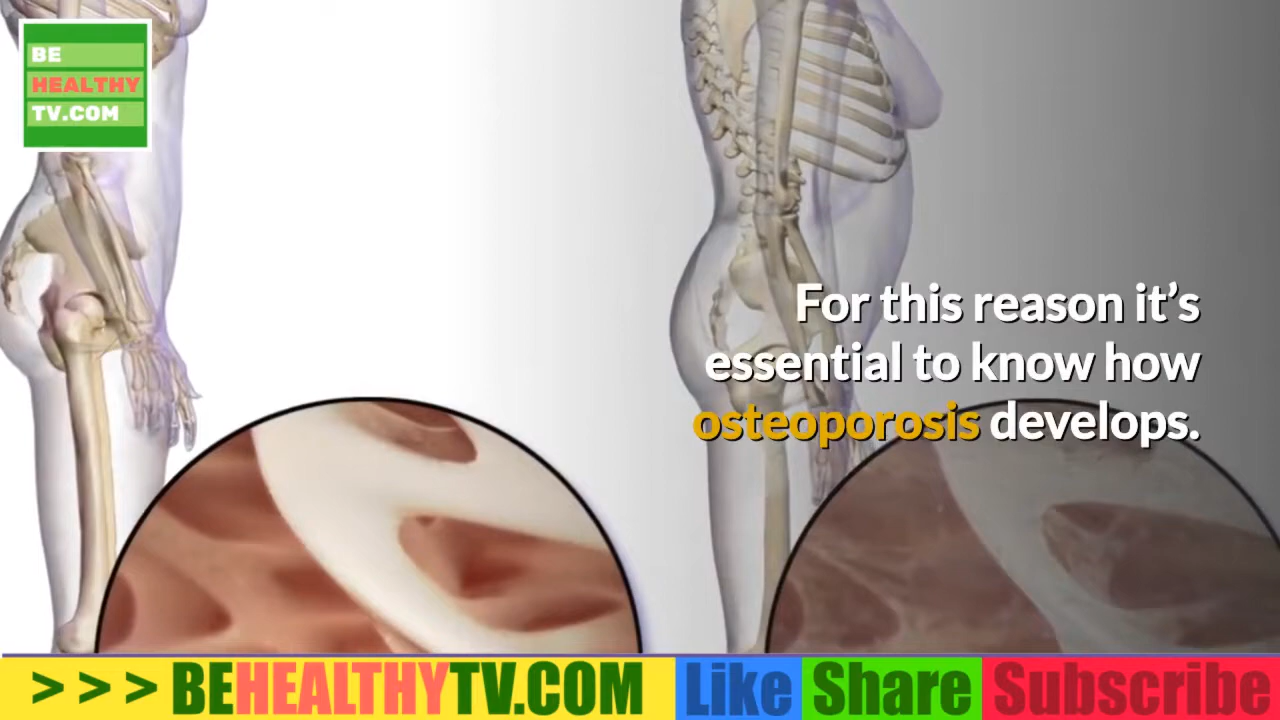 BE
HEALTHY
TV.COM
For this reason it’s
essential to know how
osteoporosis develops.
> > > BEHEALTHYTV.COM Like Share Subscribe